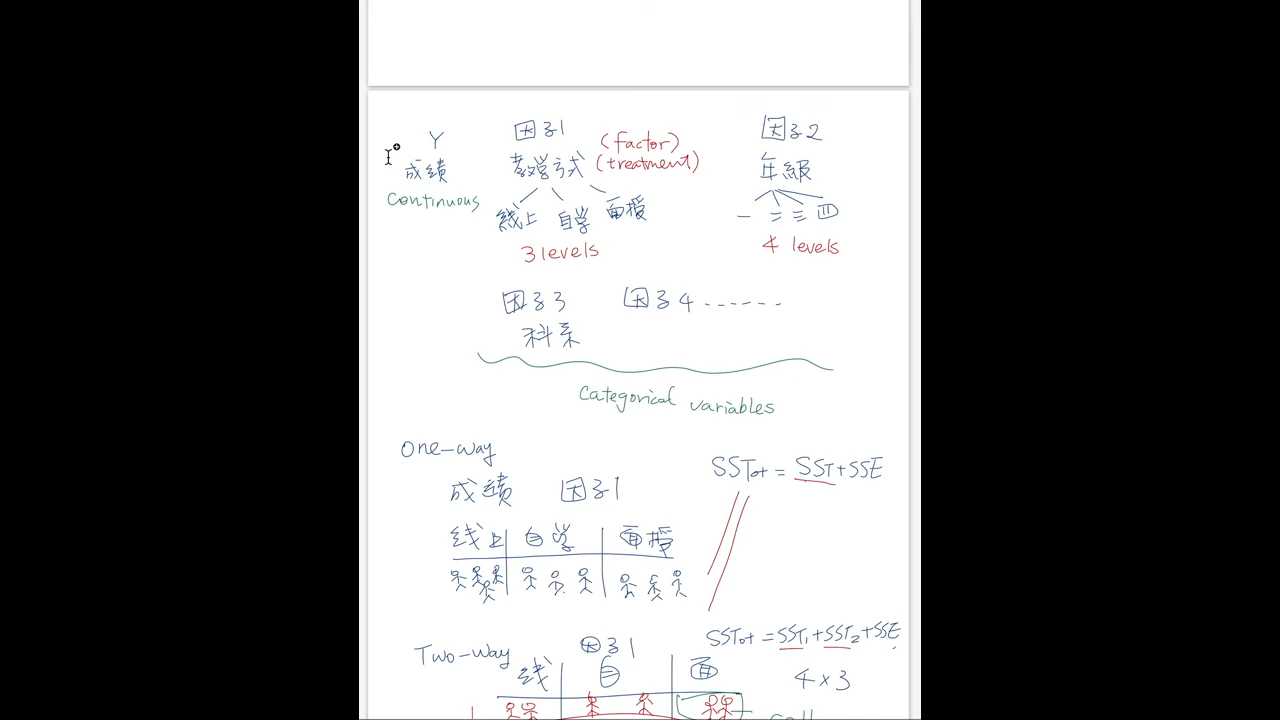 Y 因子1 (factor) 因子2
成績 教学方式 (treatment) 年級
Continuous 線上 自学 面授 一 二 三 四
3 levels 4 levels
因子3 因子4 ------
科系
Categorical variables
One-way
成績 因子1 SSTot = SST+SSE
线上 自学 面授
Two-way 因子1 SSTot = SST1+SST2+SSE
线 自 面 4×3